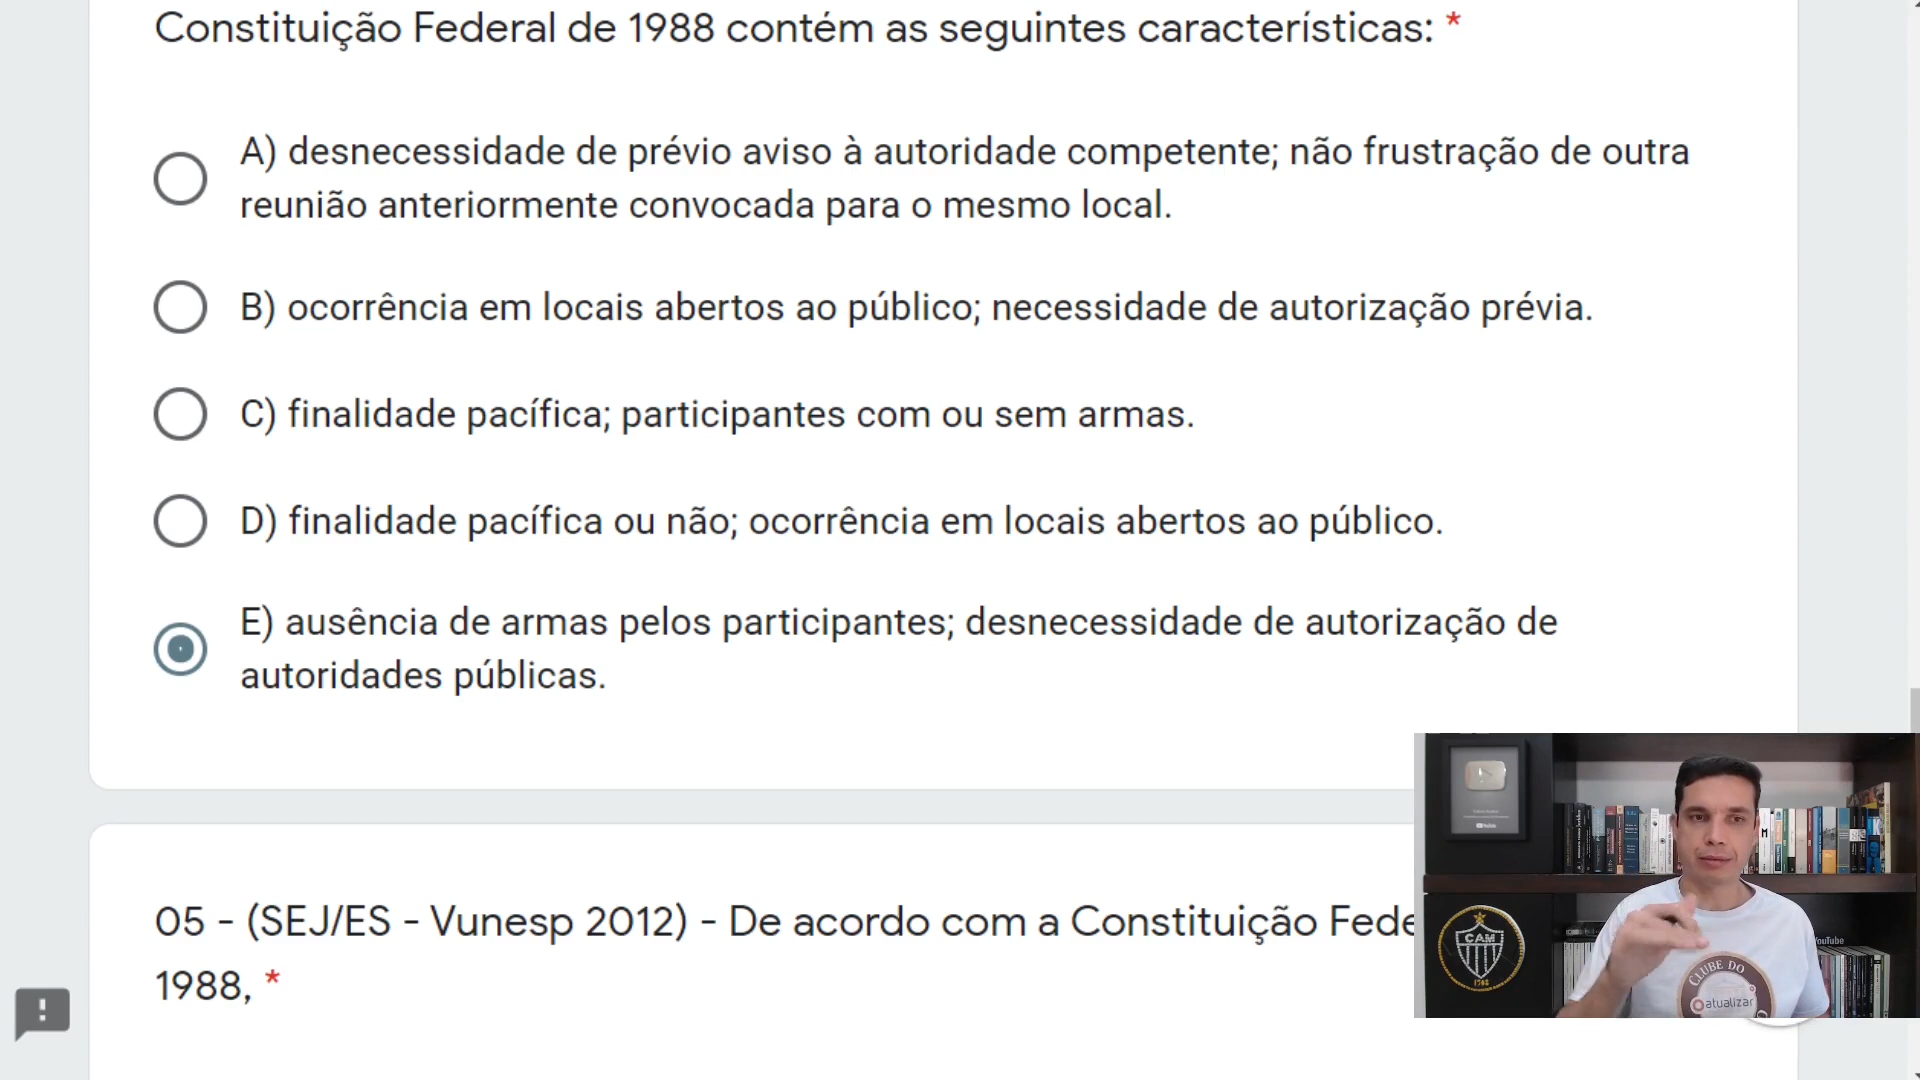 Constituição Federal de 1988 contém as seguintes características: *
A) desnecessidade de prévio aviso à autoridade competente; não frustração de outra
reunião anteriormente convocada para o mesmo local.
B) ocorrência em locais abertos ao público; necessidade de autorização prévia.
C) finalidade pacífica; participantes com ou sem armas.
D) finalidade pacífica ou não; ocorrência em locais abertos ao público.
E) ausência de armas pelos participantes; desnecessidade de autorização de
autoridades públicas.
05 - (SEJ/ES - Vunesp 2012) - De acordo com a Constituição Fede
1988, *
YouTube
CAM
YouTube
CLUBE DO
atualizar